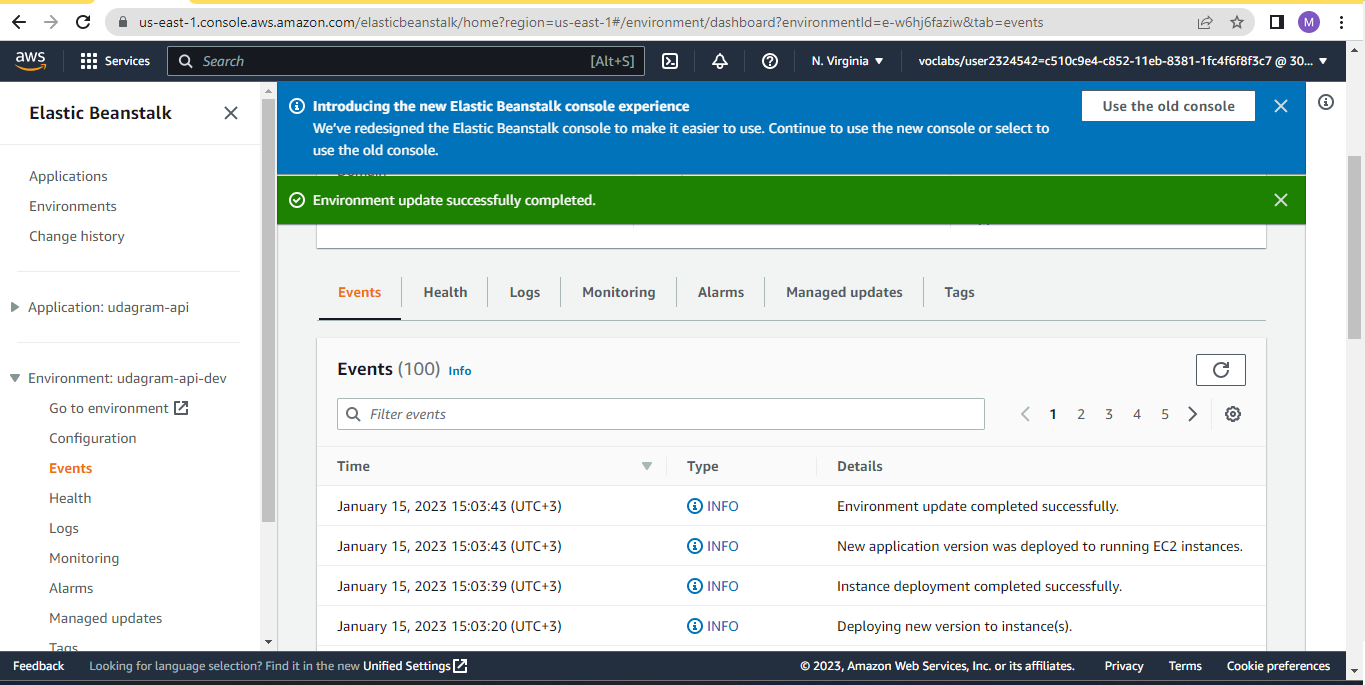 us-east-1.console.aws.amazon.com/elasticbeanstalk/home?region=us-east-1#/environment/dashboard?environmentId=e-w6hj6faziw&tab=events
M
aws
Services
Search
[Alt+S]
N. Virginia
voclabs/user2324542=c510c9e4-c852-11eb-8381-1fc4f6f8f3c7 @ 30...
Elastic Beanstalk
Applications
Environments
Change history
Application: udagram-api
Environment: udagram-api-dev
Go to environment
Configuration
Events
Health
Logs
Monitoring
Alarms
Managed updates
Tags
Introducing the new Elastic Beanstalk console experience
We've redesigned the Elastic Beanstalk console to make it easier to use. Continue to use the new console or select to
use the old console.
Use the old console
Environment update successfully completed.
Events
Health
Logs
Monitoring
Alarms
Managed updates
Tags
Events (100) Info
Filter events
1 2 3 4 5
Time Type Details
January 15, 2023 15:03:43 (UTC+3) INFO Environment update completed successfully.
January 15, 2023 15:03:43 (UTC+3) INFO New application version was deployed to running EC2 instances.
January 15, 2023 15:03:39 (UTC+3) INFO Instance deployment completed successfully.
January 15, 2023 15:03:20 (UTC+3) INFO Deploying new version to instance(s).
Feedback
Looking for language selection? Find it in the new Unified Settings
© 2023, Amazon Web Services, Inc. or its affiliates.
Privacy
Terms
Cookie preferences